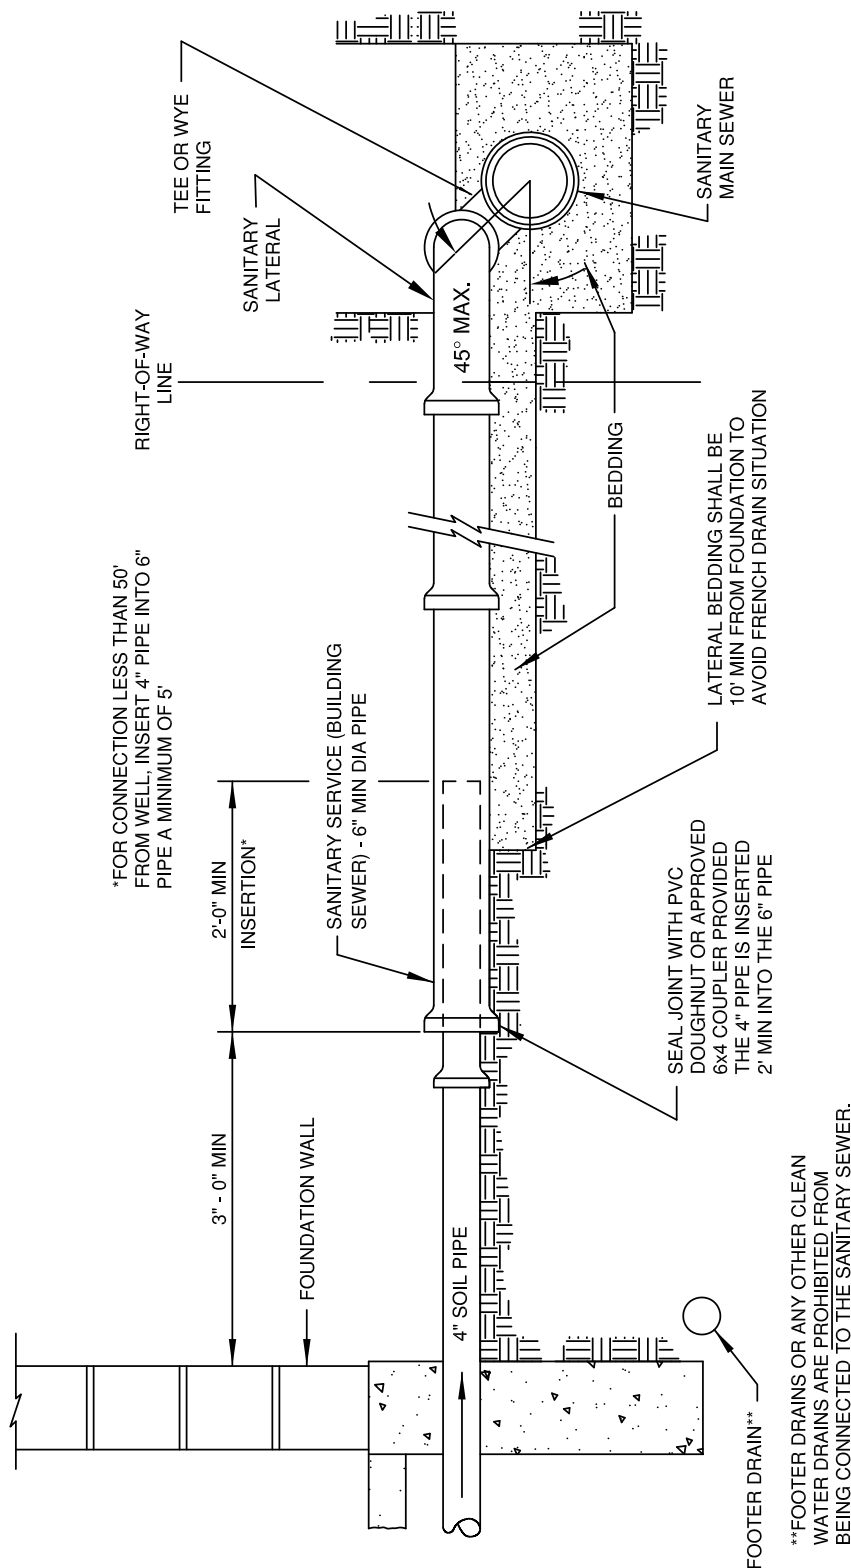 *FOR CONNECTION LESS THAN 50'
FROM WELL, INSERT 4" PIPE INTO 6"
PIPE A MINIMUM OF 5'
RIGHT-OF-WAY
LINE
TEE OR WYE
FITTING
SANITARY
LATERAL
3" - 0" MIN
2'-0" MIN
INSERTION*
FOUNDATION WALL
SANITARY SERVICE (BUILDING
SEWER) - 6" MIN DIA PIPE
4" SOIL PIPE
45° MAX.
BEDDING
SANITARY
MAIN SEWER
SEAL JOINT WITH PVC
DOUGHNUT OR APPROVED
6x4 COUPLER PROVIDED
THE 4" PIPE IS INSERTED
2' MIN INTO THE 6" PIPE
LATERAL BEDDING SHALL BE
10' MIN FROM FOUNDATION TO
AVOID FRENCH DRAIN SITUATION
FOOTER DRAIN**
**FOOTER DRAINS OR ANY OTHER CLEAN
WATER DRAINS ARE PROHIBITED FROM
BEING CONNECTED TO THE SANITARY SEWER.